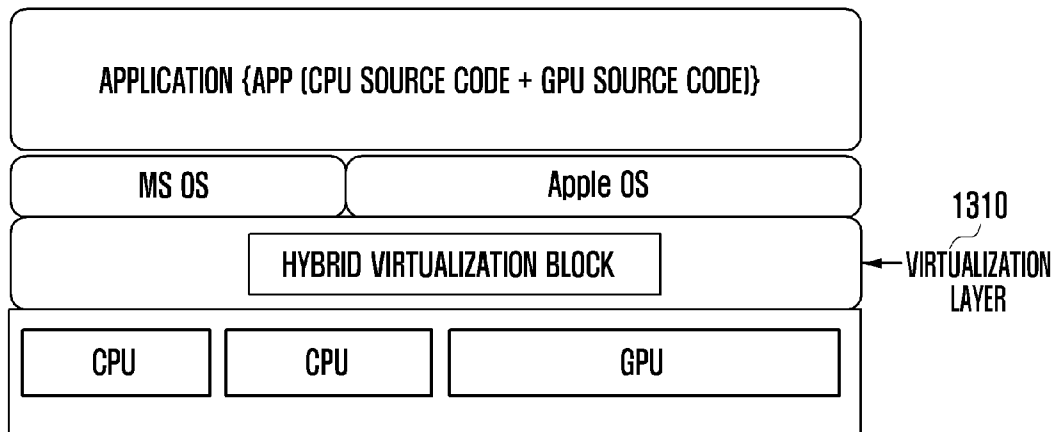 APPLICATION {APP (CPU SOURCE CODE + GPU SOURCE CODE)}
MS OS
Apple OS
HYBRID VIRTUALIZATION BLOCK
1310
VIRTUALIZATION
LAYER
CPU
CPU
GPU